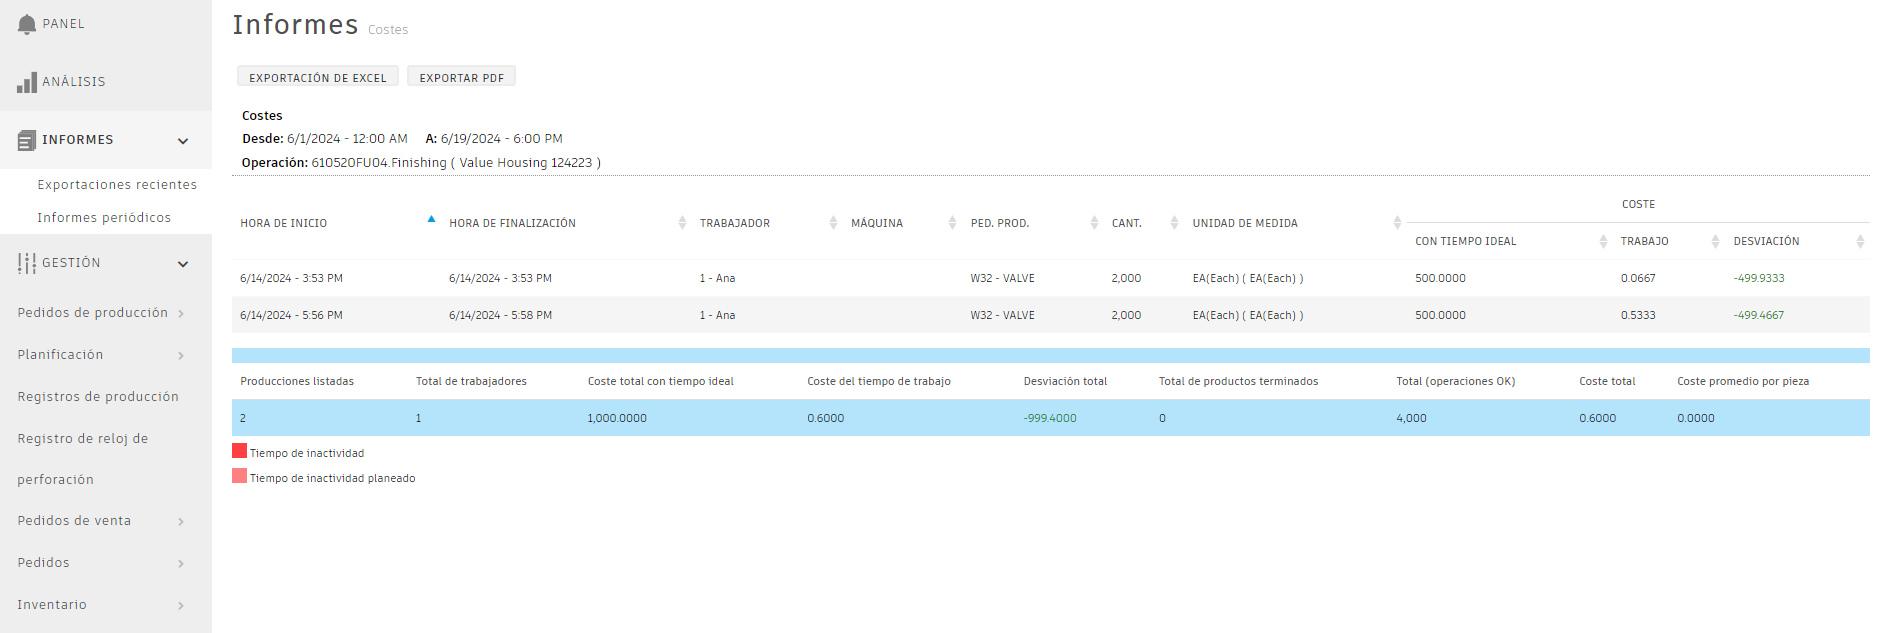 PANEL
ANÁLISIS
INFORMES
Exportaciones recientes
Informes periódicos
GESTIÓN
Pedidos de producción
Planificación
Registros de producción
Registro de reloj de
perforación
Pedidos de venta
Pedidos
Inventario
Informes Costes
EXPORTACIÓN DE EXCEL EXPORTAR PDF
Costes
Desde: 6/1/2024 - 12:00 AM A: 6/19/2024 - 6:00 PM
Operación: 610520FU04.Finishing ( Value Housing 124223 )
COSTE
HORA DE INICIO HORA DE FINALIZACIÓN TRABAJADOR MÁQUINA PED. PROD. CANT. UNIDAD DE MEDIDA
CON TIEMPO IDEAL TRABAJO DESVIACIÓN
6/14/2024 - 3:53 PM 6/14/2024 - 3:53 PM 1 - Ana W32 - VALVE 2,000 EA(Each) ( EA(Each) ) 500.0000 0.0667 -499.9333
6/14/2024 - 5:56 PM 6/14/2024 - 5:58 PM 1 - Ana W32 - VALVE 2,000 EA(Each) ( EA(Each) ) 500.0000 0.5333 -499.4667
Producciones listadas Total de trabajadores Coste total con tiempo ideal Coste del tiempo de trabajo Desviación total Total de productos terminados Total (operaciones OK) Coste total Coste promedio por pieza
2 1 1,000.0000 0.6000 -999.4000 0 4,000 0.6000 0.0000
Tiempo de inactividad
Tiempo de inactividad planeado